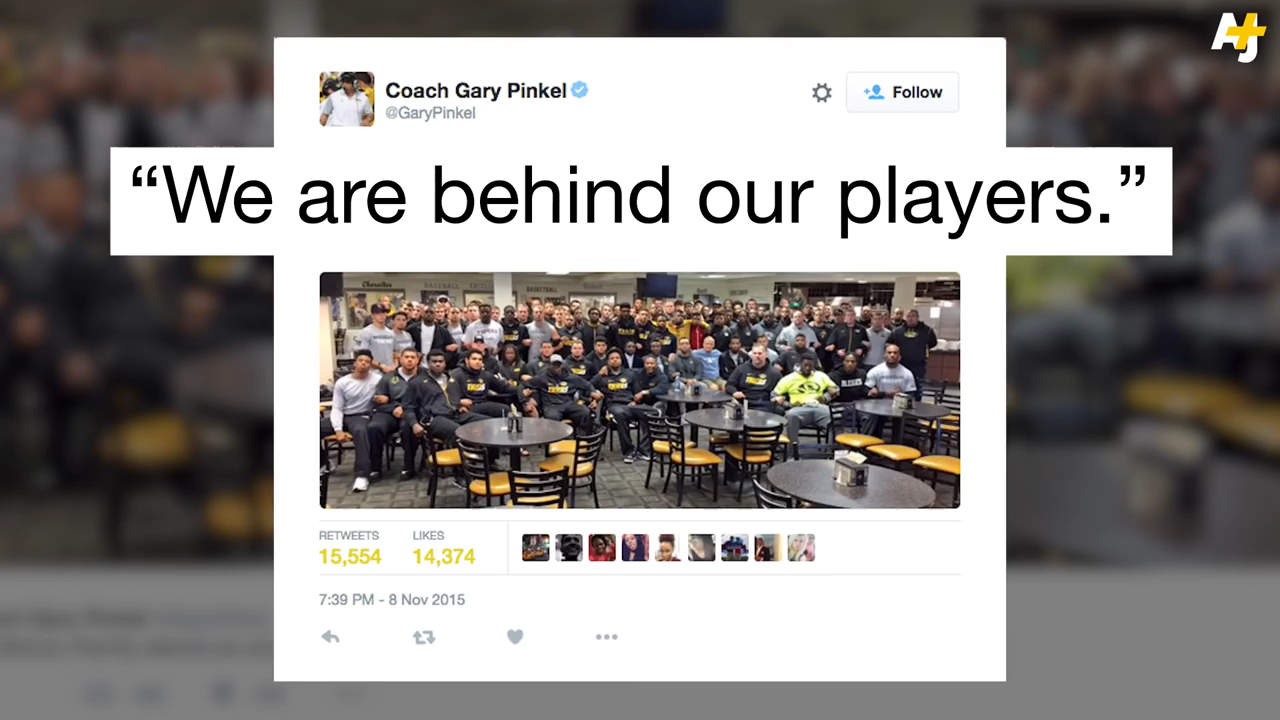 AJ+
Coach Gary Pinkel
@GaryPinkel
Follow
“We are behind our players.”
RETWEETS
LIKES
15,554
14,374
7:39 PM - 8 Nov 2015